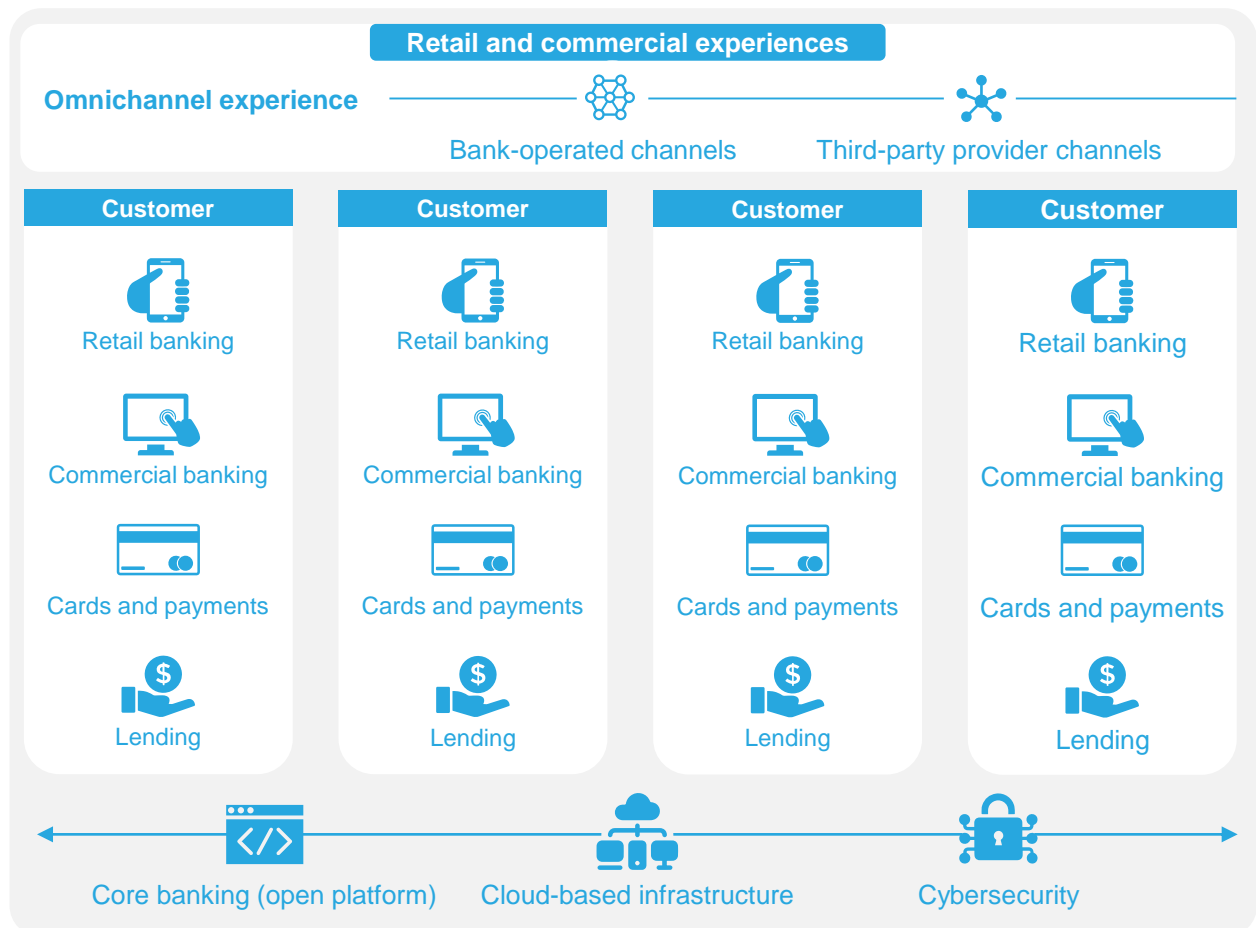 Retail and commercial experiences
Omnichannel experience
Bank-operated channels Third-party provider channels
Customer Customer Customer Customer
Retail banking Retail banking Retail banking Retail banking
Commercial banking Commercial banking Commercial banking Commercial banking
Cards and payments Cards and payments Cards and payments Cards and payments
$ $ $ $
Lending Lending Lending Lending
</>
Core banking (open platform) Cloud-based infrastructure Cybersecurity